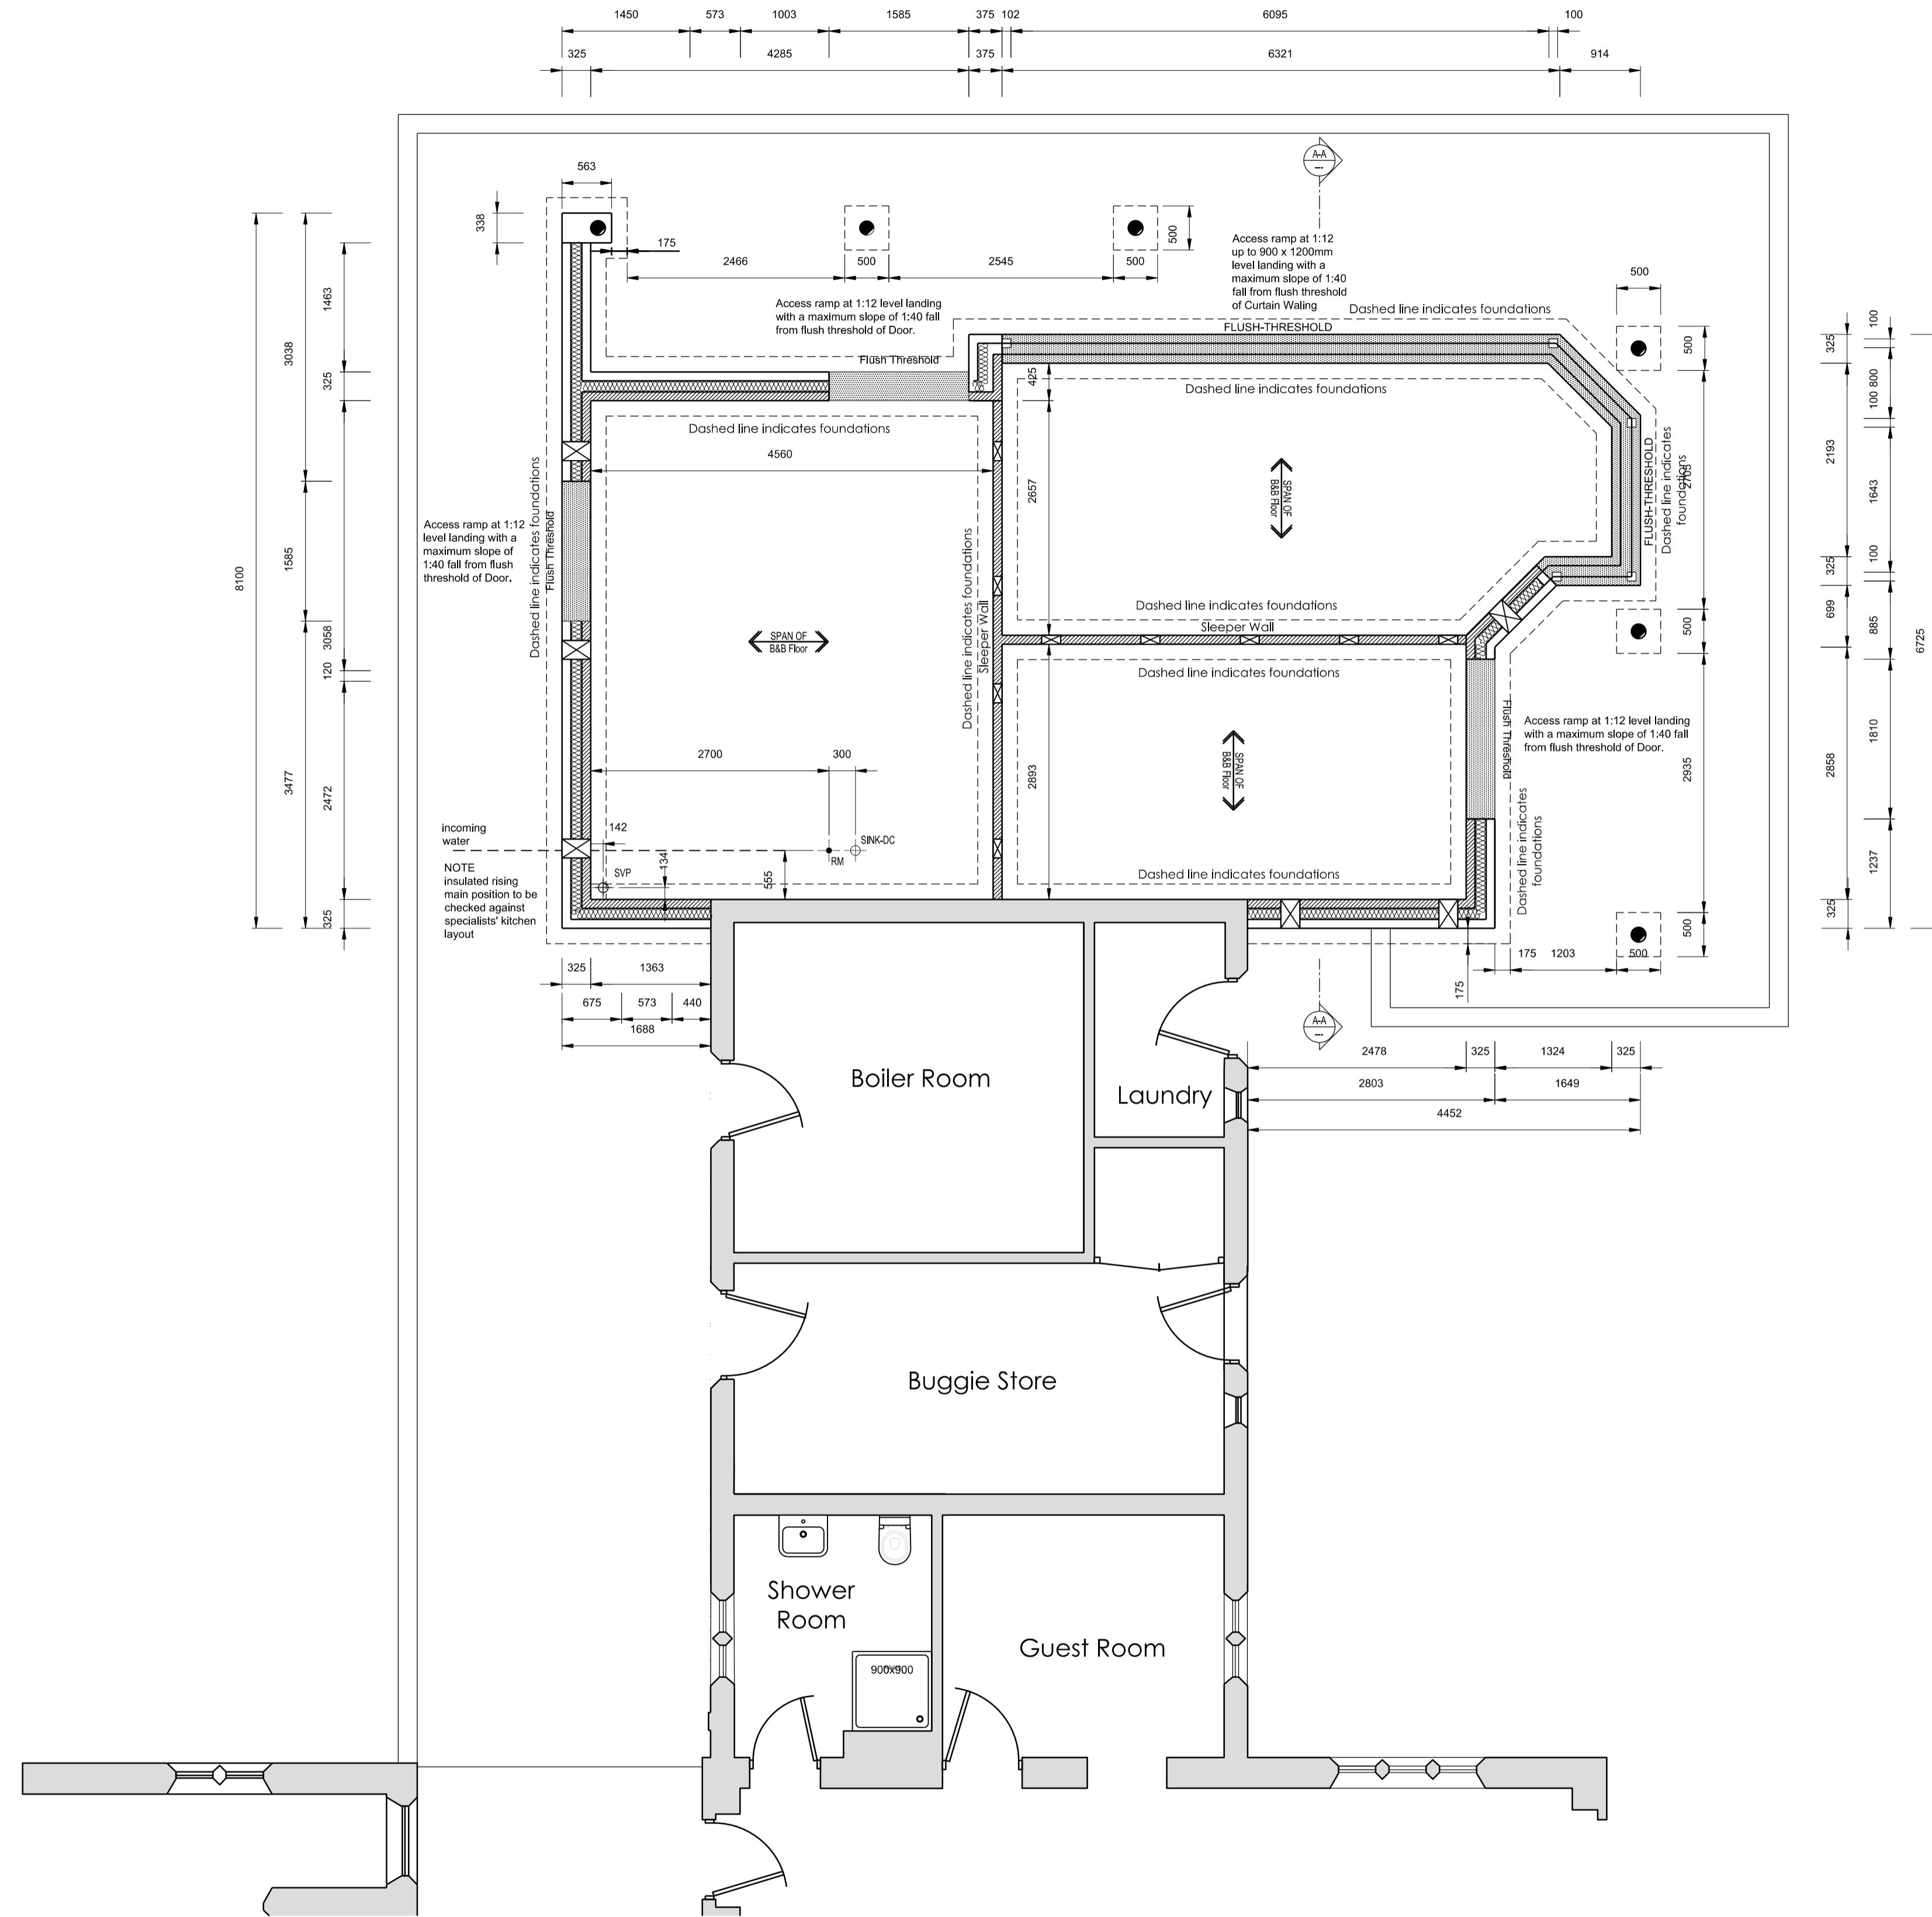 1450
573
1003
1585
375
102
6095
100
325
4285
375
6321
914
563
338
175
2466
500
2545
500
500
A-A
---
Access ramp at 1:12
up to 900 x 1200mm
level landing with a
maximum slope of 1:40
fall from flush threshold
of Curtain Waling
Access ramp at 1:12 level landing
with a maximum slope of 1:40 fall
from flush threshold of Door.
Dashed line indicates foundations
FLUSH-THRESHOLD
Flush Threshold
500
500
8100
3038
1585
3477
1463
325
3058
120
2472
325
Access ramp at 1:12
level landing with a
maximum slope of
1:40 fall from flush
threshold of Door.
Dashed line indicates foundations
Flush Threshold
Dashed line indicates foundations
4560
SPAN OF
B&B Floor
Dashed line indicates foundations
Sleeper Wall
2700
300
SINK-DC
RM
142
SVP
134
555
incoming
water
NOTE
insulated rising
main position to be
checked against
specialists' kitchen
layout
425
2657
2893
Dashed line indicates foundations
SPAN OF
B&B Floor
Dashed line indicates foundations
Sleeper Wall
Dashed line indicates foundations
SPAN OF
B&B Floor
Dashed line indicates foundations
FLUSH-THRESHOLD
Dashed line indicates
foundations
2705
500
2935
500
Flush Threshold
Access ramp at 1:12 level landing
with a maximum slope of 1:40 fall
from flush threshold of Door.
Dashed line indicates
foundations
175
1203
500
175
325
2193
325
699
2858
325
100
800
100
1643
100
885
1810
1237
6725
325
1363
675
573
440
1688
A-A
---
2478
325
1324
325
2803
1649
4452
Boiler Room
Laundry
Buggie Store
Shower
Room
900x900
Guest Room